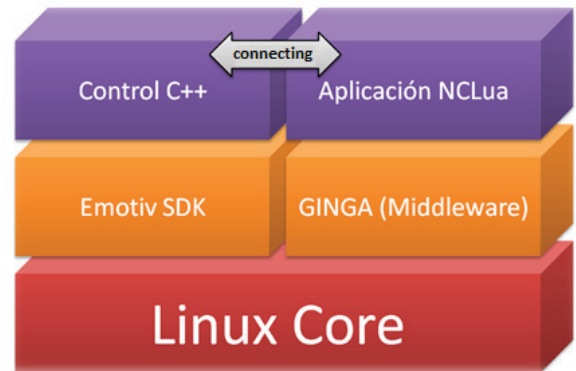 connecting
Control C++
Aplicación NCLua
Emotiv SDK
GINGA (Middleware)
Linux Core